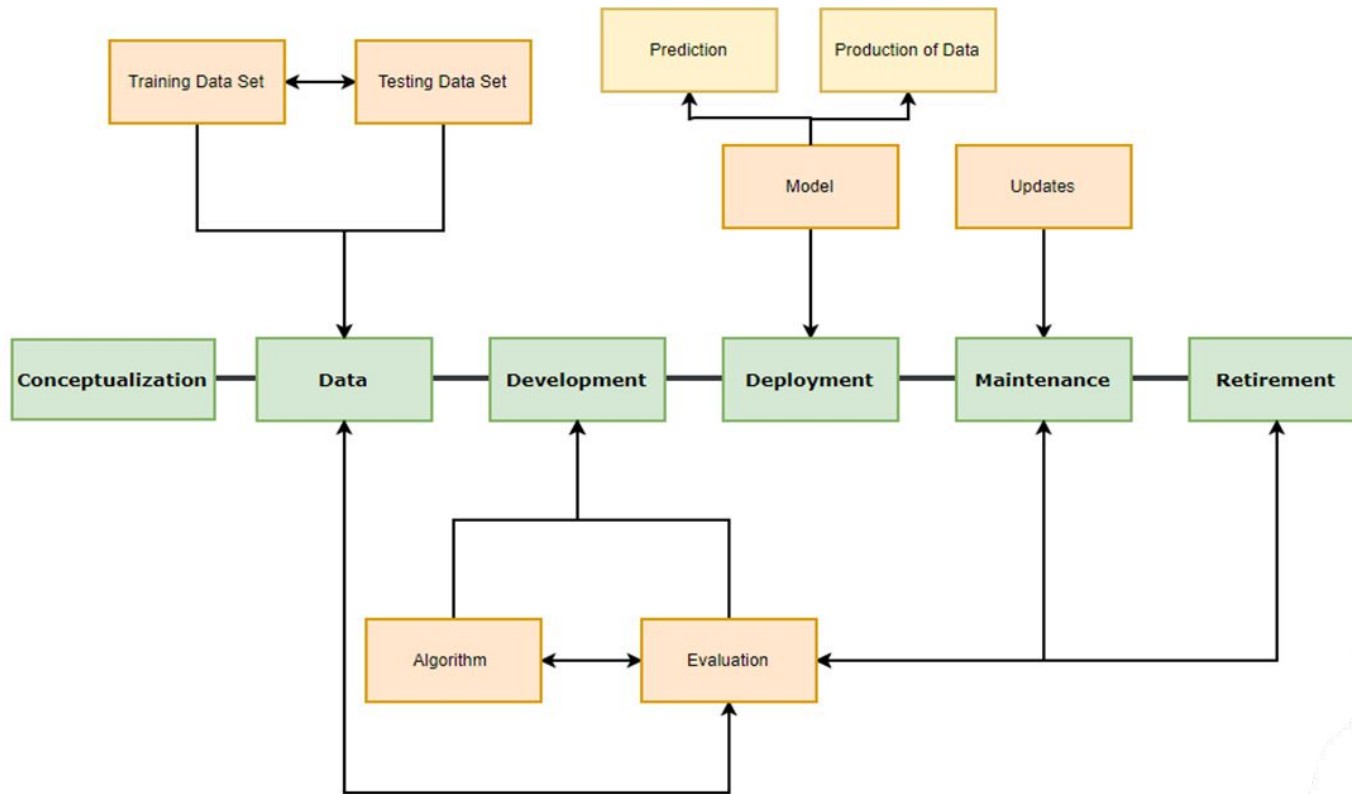 Prediction
Production of Data
Training Data Set
Testing Data Set
Model
Updates
Conceptualization
Data
Development
Deployment
Maintenance
Retirement
Algorithm
Evaluation